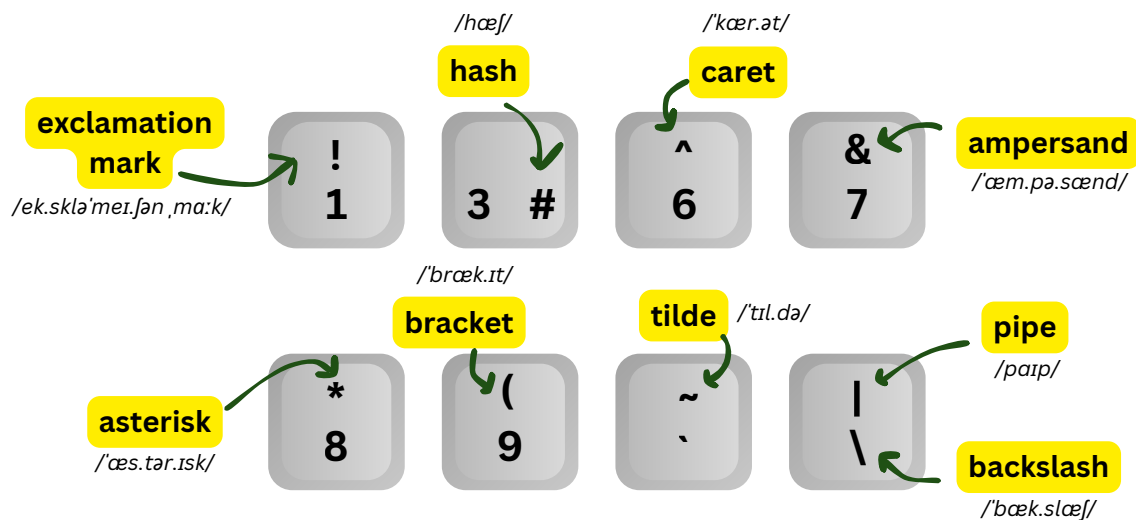 /hæʃ/
/ˈkær.ət/
hash
caret
exclamation
mark
/ek.skləˈmeɪ.ʃən ˌmɑːk/
!
1
3 #
^
6
&
7
ampersand
/ˈæm.pə.sænd/
/ˈbræk.ɪt/
bracket
tilde
/ˈtɪl.də/
pipe
/paɪp/
asterisk
/ˈæs.tər.ɪsk/
*
8
(
9
~
`
|
\
backslash
/ˈbæk.slæʃ/